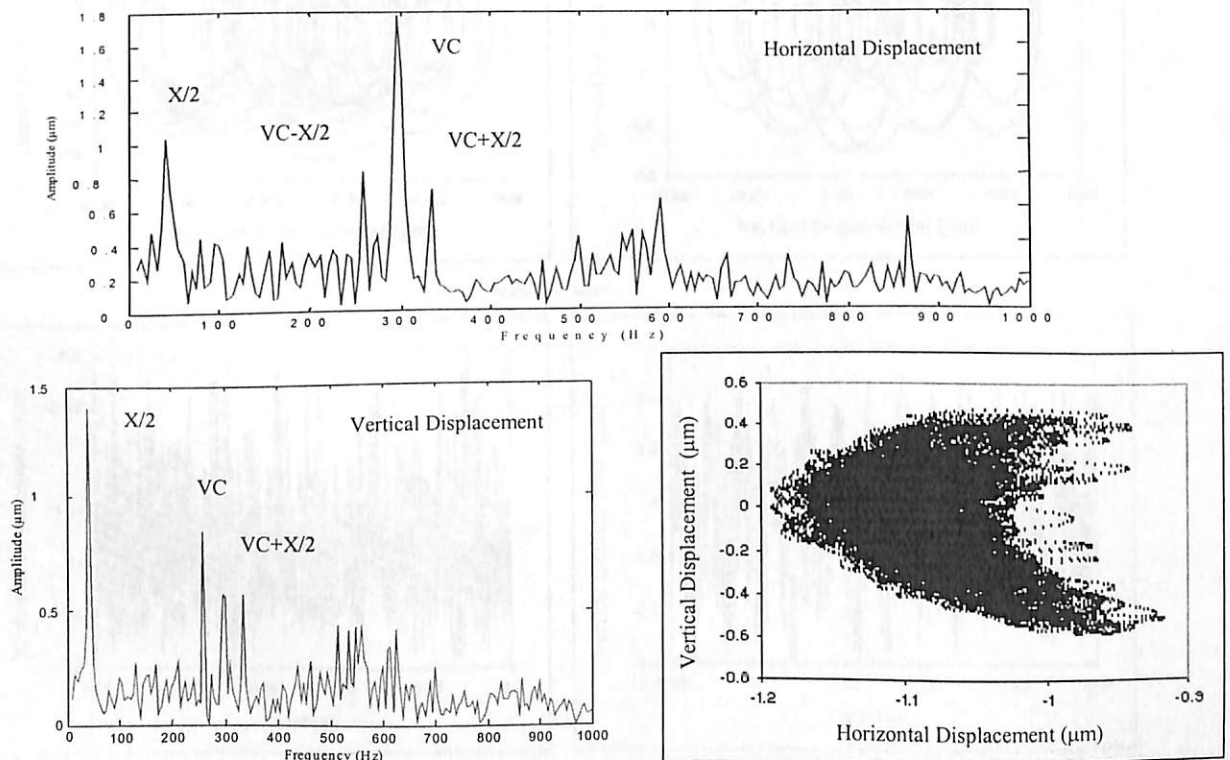 1.8
1.6
1.4
1.2
1
0.8
0.6
0.4
0.2
0
Amplitude (µm)
X/2
VC-X/2
VC
VC+X/2
Horizontal Displacement
0 100 200 300 400 500 600 700 800 900 1000
Frequency (Hz)
1.5
1
0.5
0
Amplitude (µm)
X/2
VC
VC+X/2
Vertical Displacement
0 100 200 300 400 500 600 700 800 900 1000
Frequency (Hz)
0.6
0.4
0.2
0
-0.2
-0.4
-0.6
-0.8
Vertical Displacement (µm)
-1.2 -1.1 -1 -0.9
Horizontal Displacement (µm)